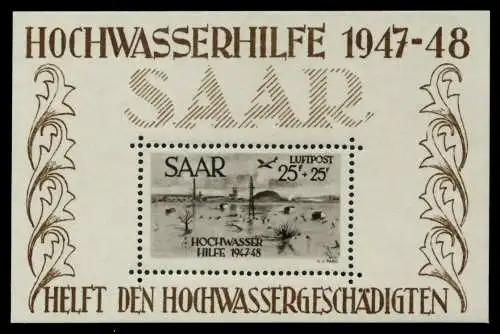 HOCHWASSERHILFE 1947-48
SAAR
SAAR
LUFTPOST
25f + 25f
HOCHWASSER
HILFE 1947-48
HELFT DEN HOCHWASSERGESCHÄDIGTEN